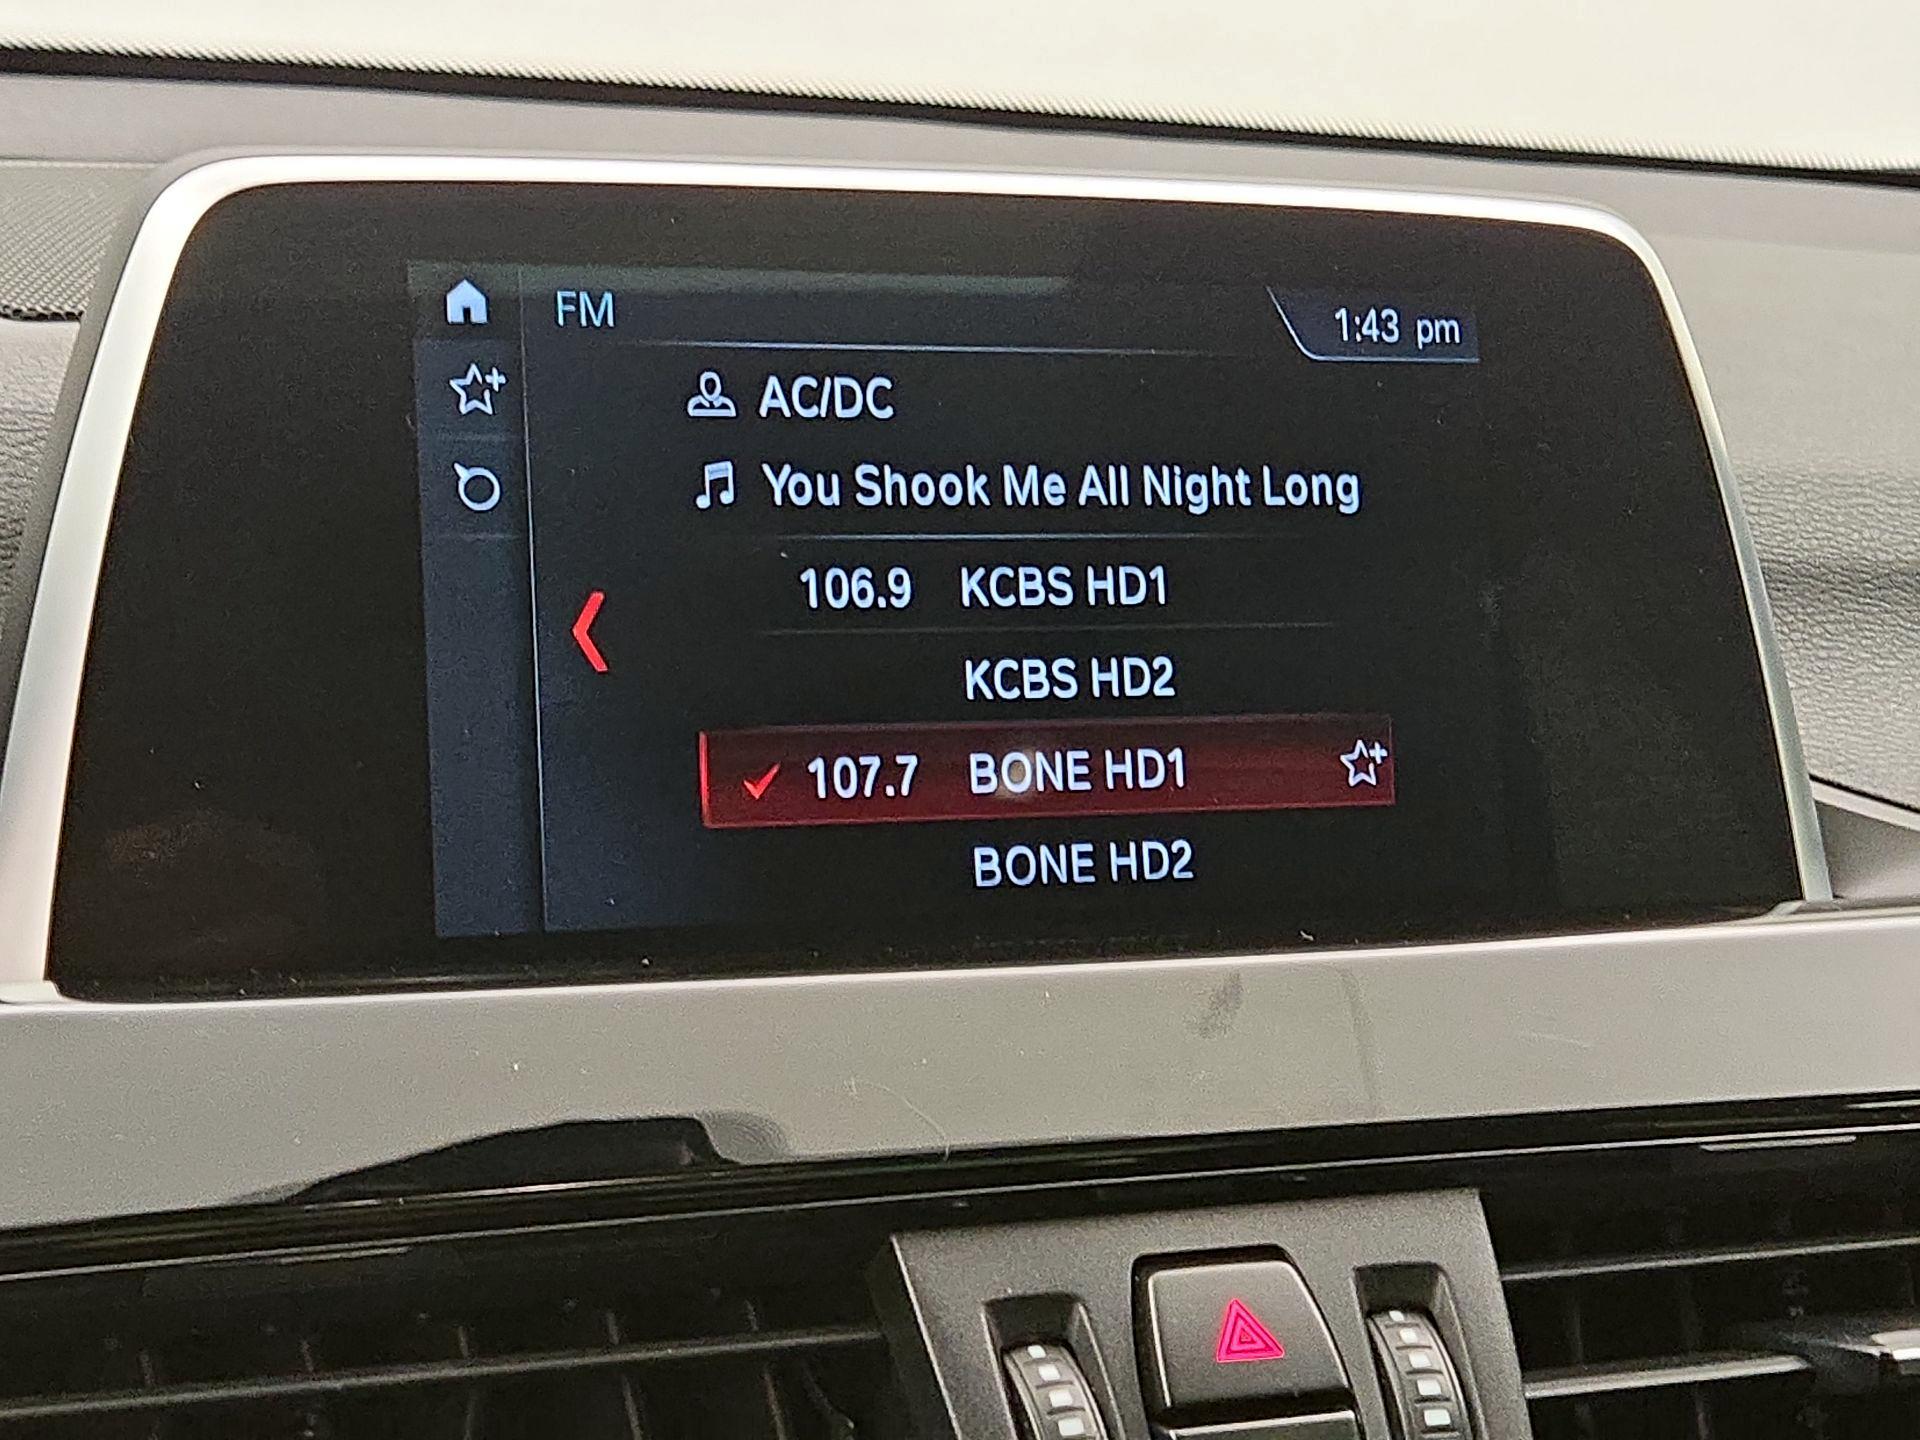 FM
1:43 pm
AC/DC
You Shook Me All Night Long
106.9 KCBS HD1
KCBS HD2
107.7 BONE HD1
BONE HD2